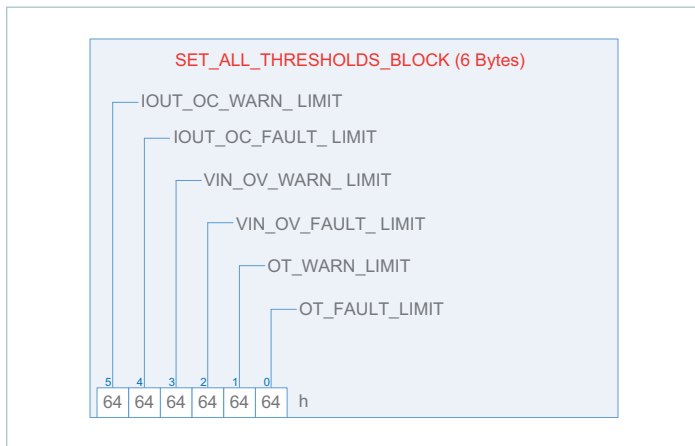 SET_ALL_THRESHOLDS_BLOCK (6 Bytes)
IOUT_OC_WARN_ LIMIT
IOUT_OC_FAULT_ LIMIT
VIN_OV_WARN_ LIMIT
VIN_OV_FAULT_ LIMIT
OT_WARN_LIMIT
OT_FAULT_LIMIT
5 4 3 2 1 0
64 64 64 64 64 64 h